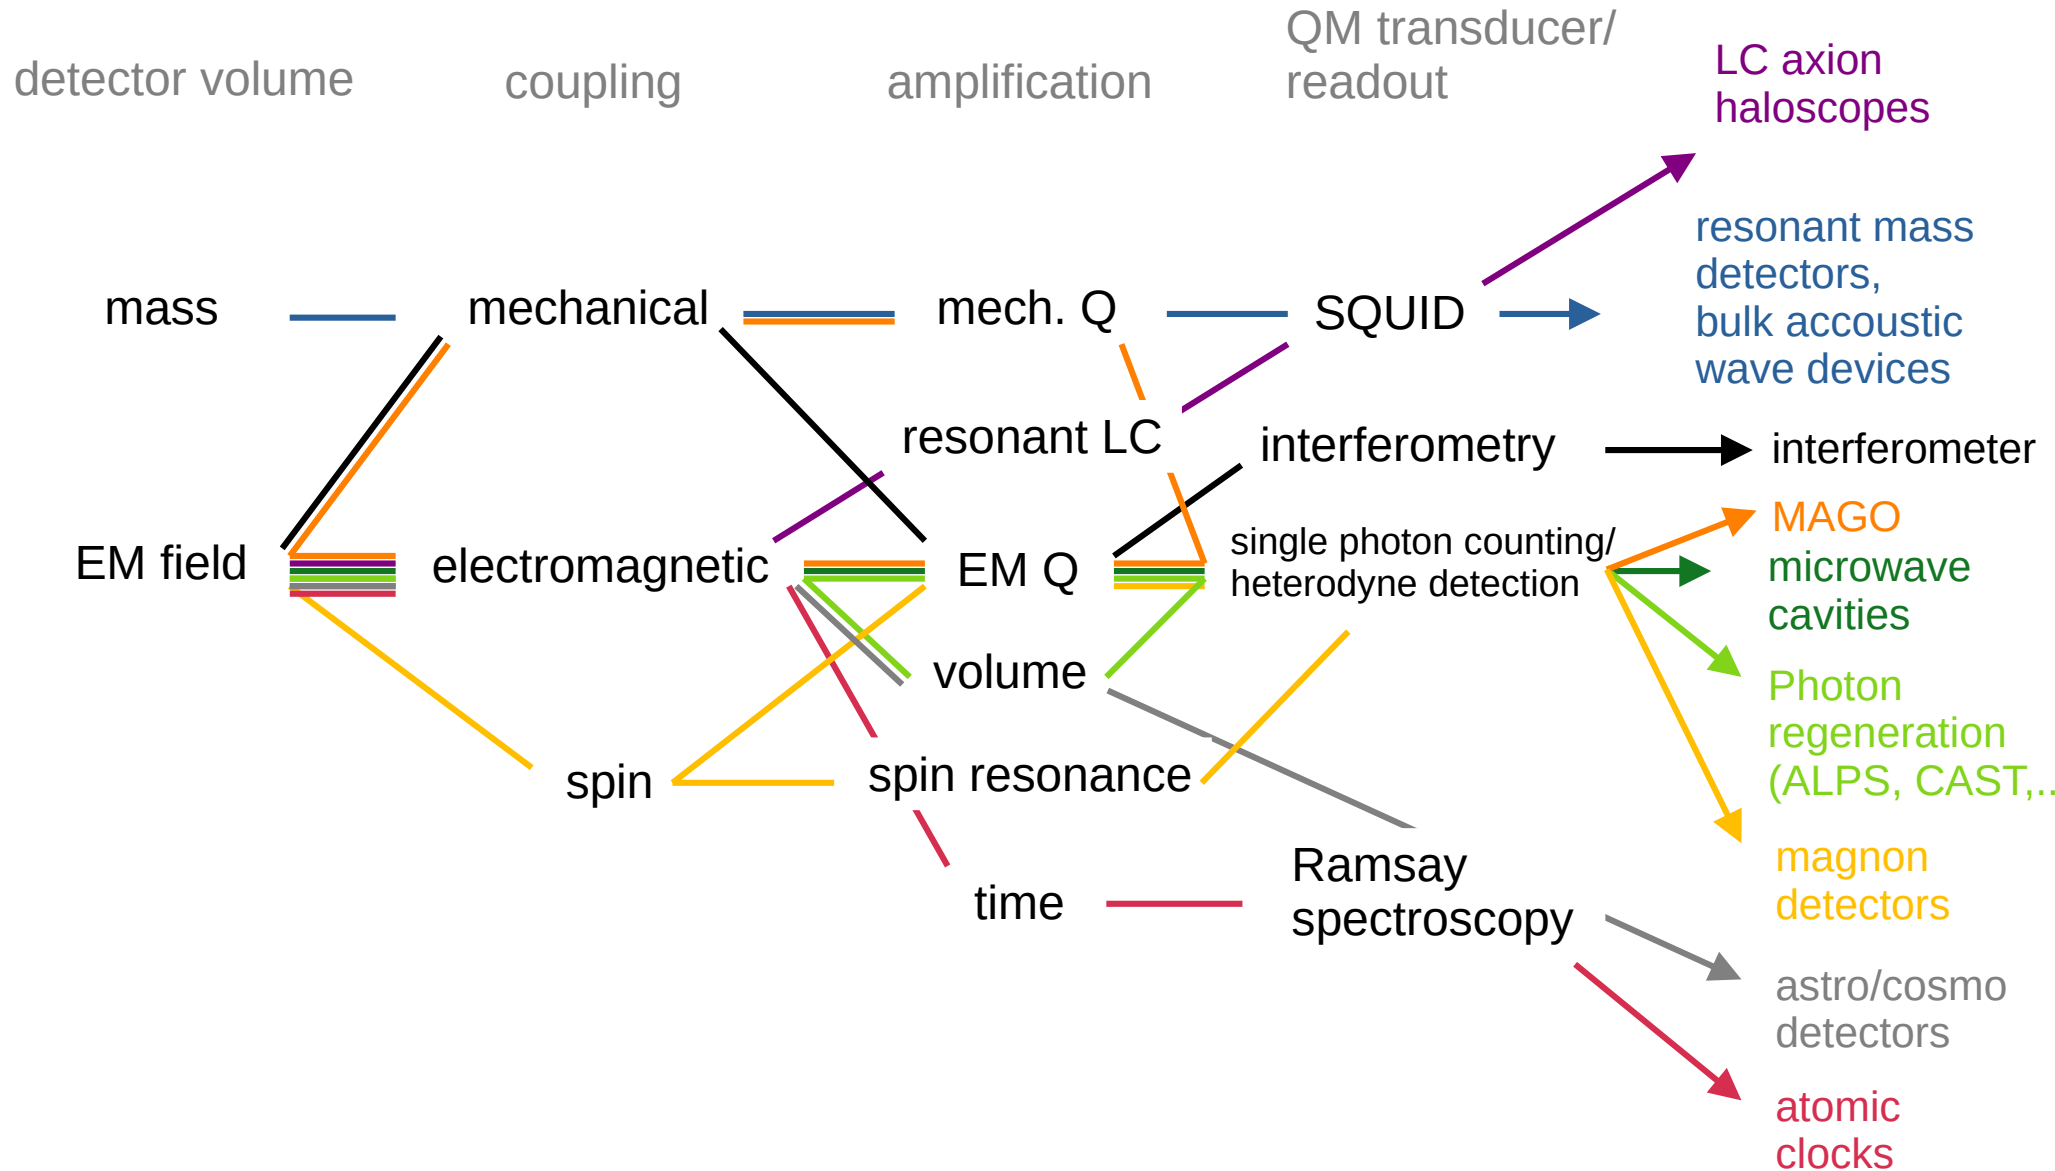 detector volume
coupling
amplification
QM transducer/
readout
LC axion
haloscopes
resonant mass
detectors,
bulk accoustic
wave devices
mass
mechanical
mech. Q
SQUID
resonant LC
interferometry
interferometer
EM field
electromagnetic
EM Q
single photon counting/
heterodyne detection
MAGO
microwave
cavities
volume
Photon
regeneration
(ALPS, CAST,..
spin
spin resonance
magnon
detectors
time
Ramsay
spectroscopy
astro/cosmo
detectors
atomic
clocks